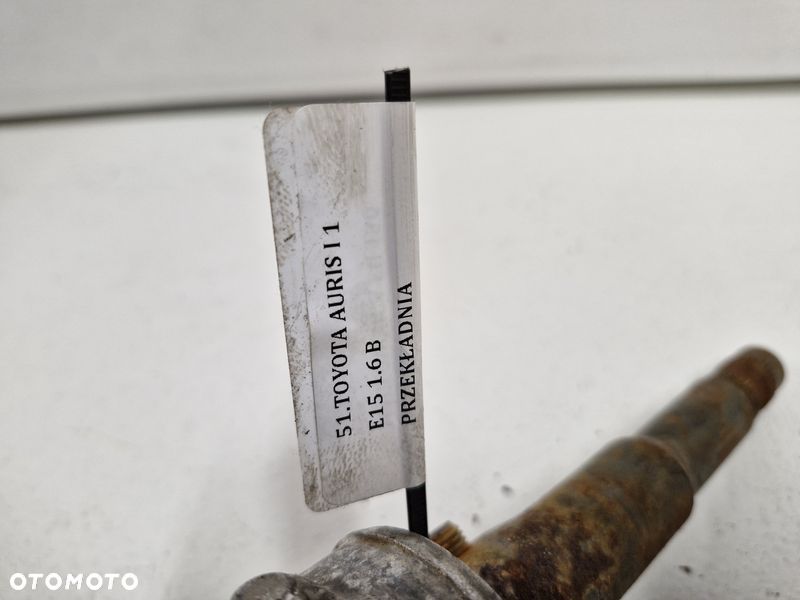 51.TOYOTA AURIS I 1
E15 1.6 B
PRZEKŁADNIA
OTOMOTO